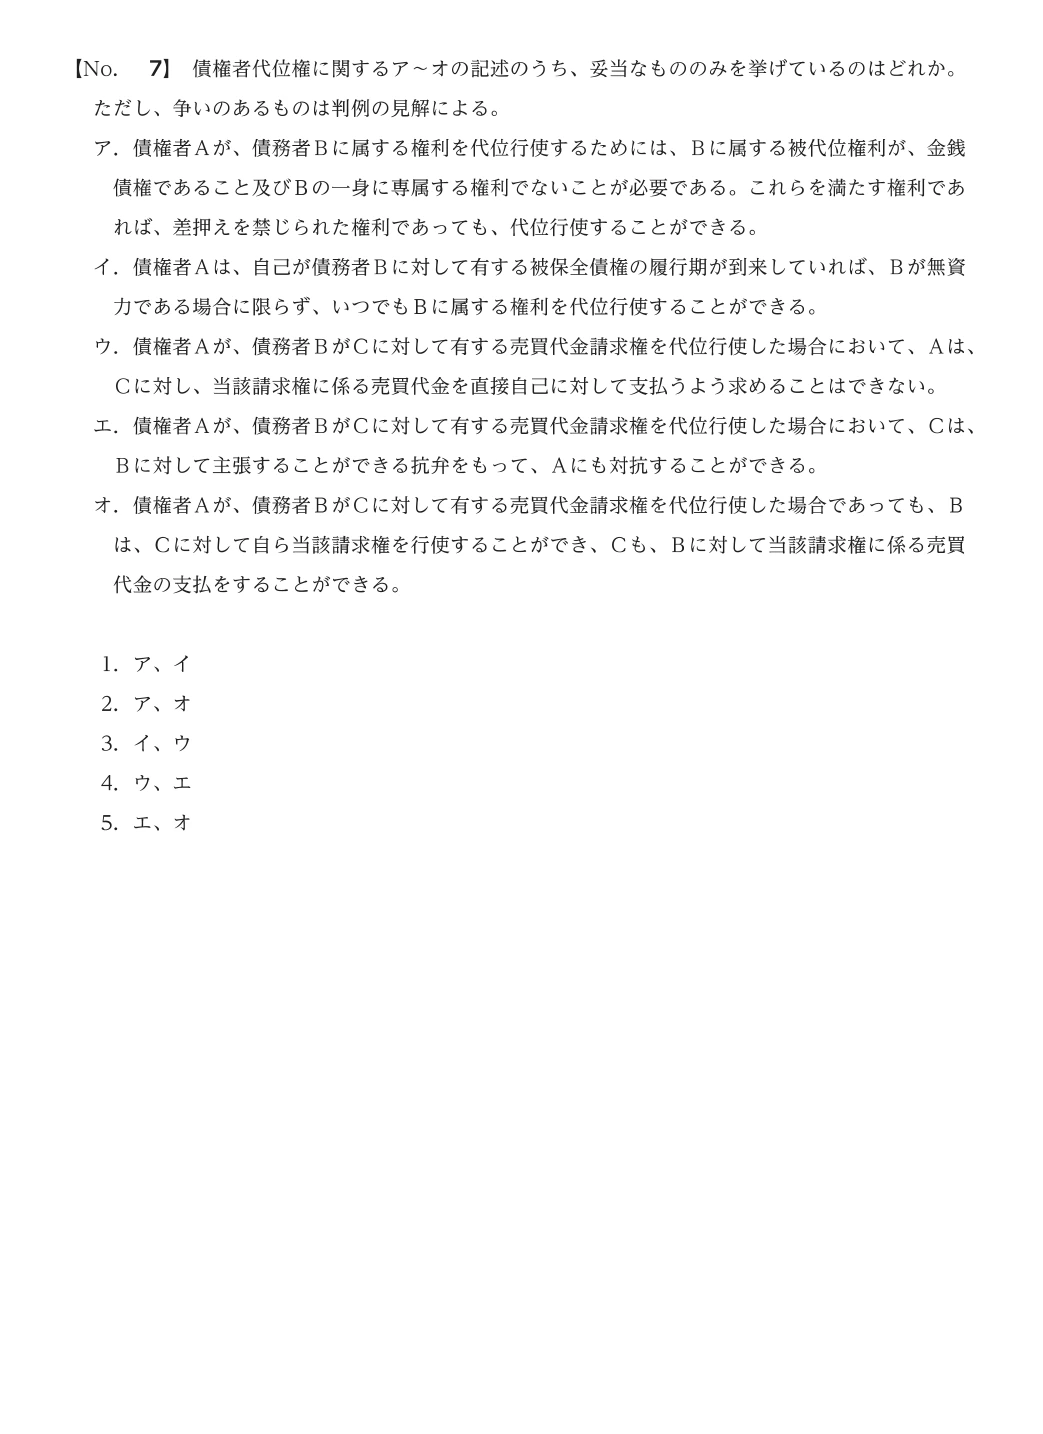 【No. 7】 債権者代位権に関するア～オの記述のうち、妥当なもののみを挙げているのはどれか。
ただし、争いのあるものは判例の見解による。
ア．債権者Ａが、債務者Ｂに属する権利を代位行使するためには、Ｂに属する被代位権利が、金銭
債権であること及びＢの一身に専属する権利でないことが必要である。これらを満たす権利であ
れば、差押えを禁じられた権利であっても、代位行使することができる。
イ．債権者Ａは、自己が債務者Ｂに対して有する被保全債権の履行期が到来していれば、Ｂが無資
力である場合に限らず、いつでもＢに属する権利を代位行使することができる。
ウ．債権者Ａが、債務者ＢがＣに対して有する売買代金請求権を代位行使した場合において、Ａは、
Ｃに対し、当該請求権に係る売買代金を直接自己に対して支払うよう求めることはできない。
エ．債権者Ａが、債務者ＢがＣに対して有する売買代金請求権を代位行使した場合において、Ｃは、
Ｂに対して主張することができる抗弁をもって、Ａにも対抗することができる。
オ．債権者Ａが、債務者ＢがＣに対して有する売買代金請求権を代位行使した場合であっても、Ｂ
は、Ｃに対して自ら当該請求権を行使することができ、Ｃも、Ｂに対して当該請求権に係る売買
代金の支払をすることができる。
1．ア、イ
2．ア、オ
3．イ、ウ
4．ウ、エ
5．エ、オ